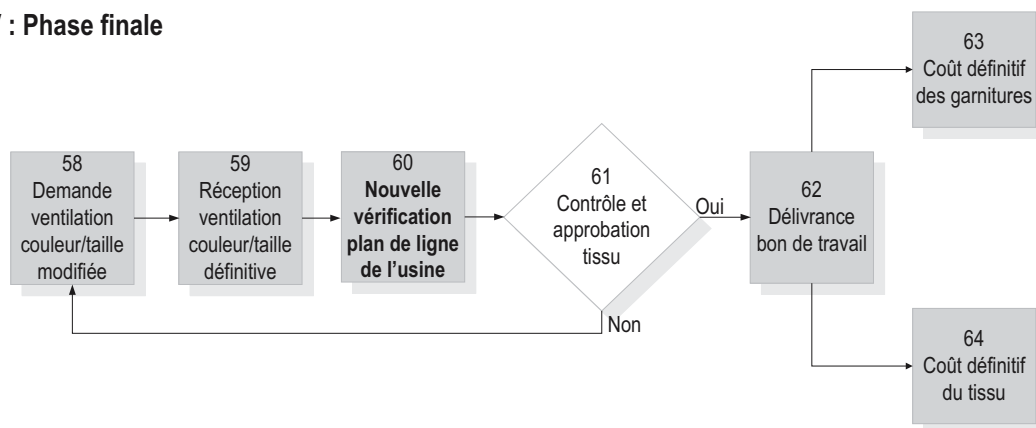 : Phase finale
58
Demande
ventilation
couleur/taille
modifiée
59
Réception
ventilation
couleur/taille
définitive
60
Nouvelle
vérification
plan de ligne
de l’usine
61
Contrôle et
approbation
tissu
Oui
Non
62
Délivrance
bon de travail
63
Coût définitif
des garnitures
64
Coût définitif
du tissu